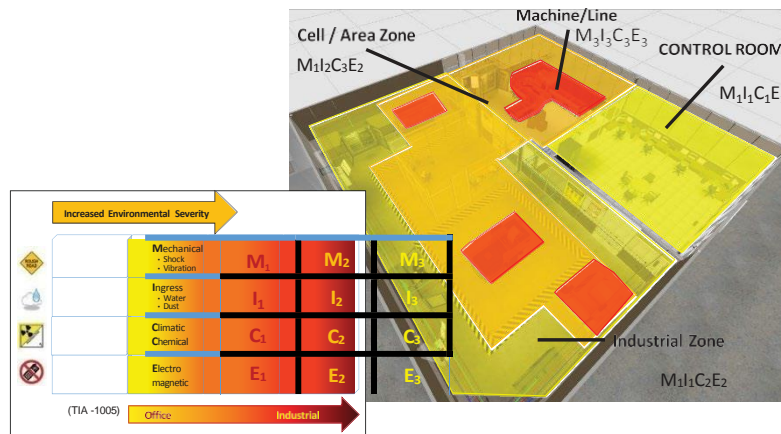 Machine/Line
M₃I₃C₃E₃
Cell / Area Zone
M₁I₂C₃E₂
CONTROL ROOM
M₁I₁C₁E
Increased Environmental Severity
ROUGH ROAD
Mechanical
• Shock
• Vibration
M₁ M₂ M₃
Ingress
• Water
• Dust
I₁ I₂ I₃
Climatic
Chemical
C₁ C₂ C₃
Electro
magnetic
E₁ E₂ E₃
(TIA -1005)
Office Industrial
Industrial Zone
M₁I₁C₂E₂